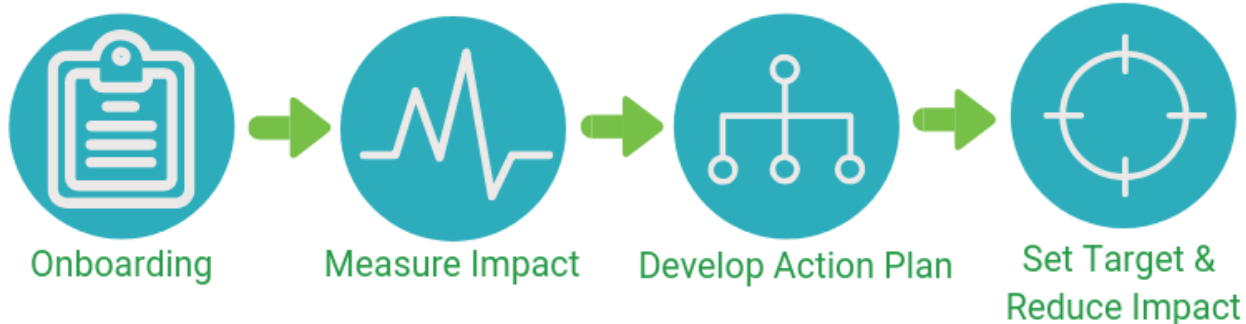 Onboarding
Measure Impact
Develop Action Plan
Set Target &
Reduce Impact